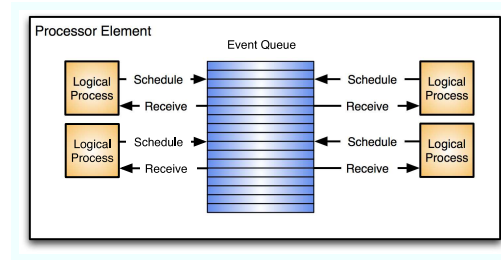 Processor Element
Event Queue
Logical
Process
Schedule
Receive
Schedule
Receive
Logical
Process
Logical
Process
Schedule
Receive
Schedule
Receive
Logical
Process